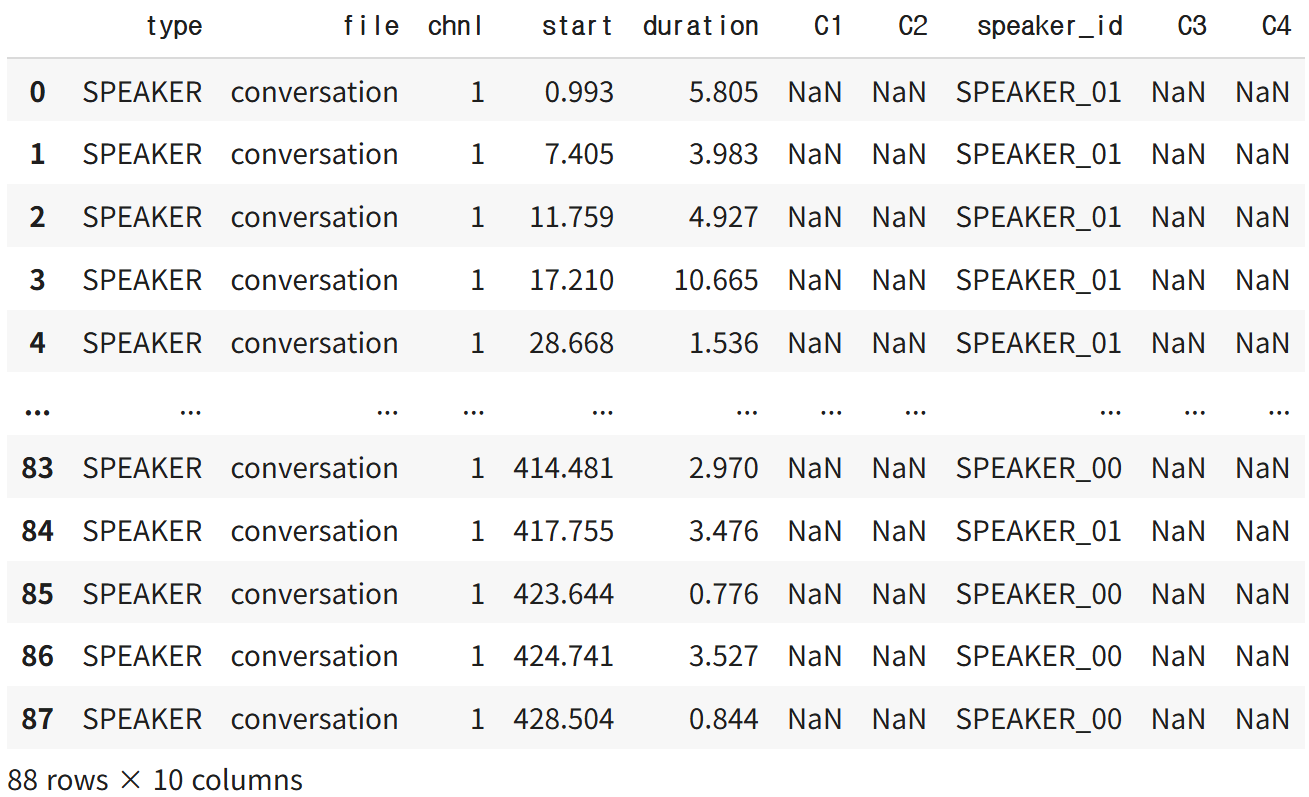 type file chnl start duration C1 C2 speaker_id C3 C4
0 SPEAKER conversation 1 0.993 5.805 NaN NaN SPEAKER_01 NaN NaN
1 SPEAKER conversation 1 7.405 3.983 NaN NaN SPEAKER_01 NaN NaN
2 SPEAKER conversation 1 11.759 4.927 NaN NaN SPEAKER_01 NaN NaN
3 SPEAKER conversation 1 17.210 10.665 NaN NaN SPEAKER_01 NaN NaN
4 SPEAKER conversation 1 28.668 1.536 NaN NaN SPEAKER_01 NaN NaN
... ... ... ... ... ... ... ... ... ... ...
83 SPEAKER conversation 1 414.481 2.970 NaN NaN SPEAKER_00 NaN NaN
84 SPEAKER conversation 1 417.755 3.476 NaN NaN SPEAKER_01 NaN NaN
85 SPEAKER conversation 1 423.644 0.776 NaN NaN SPEAKER_00 NaN NaN
86 SPEAKER conversation 1 424.741 3.527 NaN NaN SPEAKER_00 NaN NaN
87 SPEAKER conversation 1 428.504 0.844 NaN NaN SPEAKER_00 NaN NaN
88 rows × 10 columns